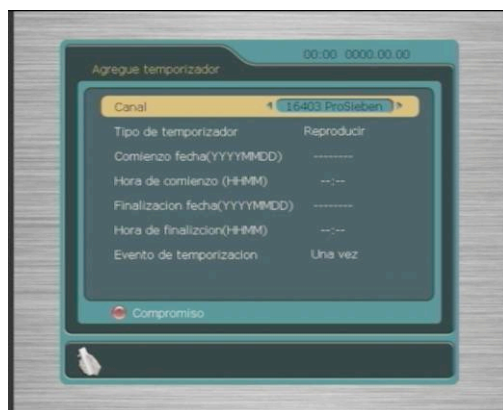 00:00 0000.00.00
Agregue temporizador
Canal 16403 ProSieben
Tipo de temporizador Reproducir
Comienzo fecha(YYYYMMDD) --------
Hora de comienzo (HHMM) --:--
Finalizacion fecha(YYYYMMDD) --------
Hora de finalizcion(HHMM) --:--
Evento de temporizacion Una vez
Compromiso